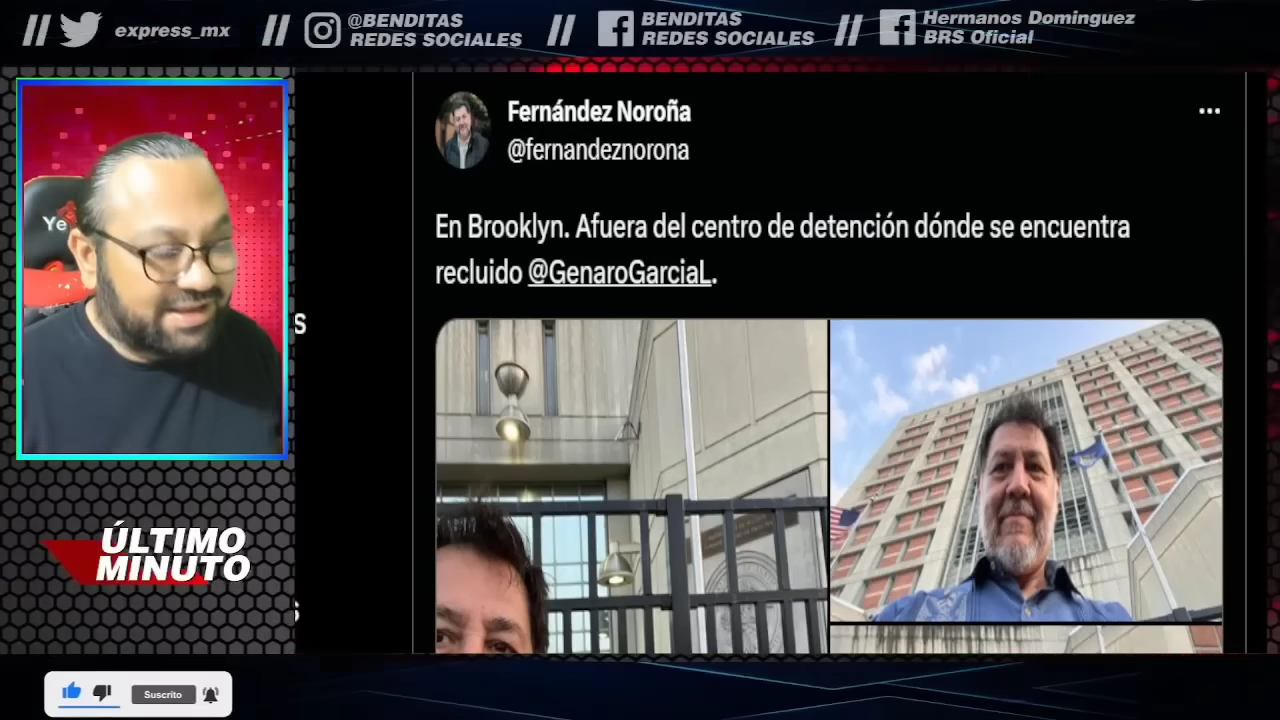 express_mx
@BENDITAS
REDES SOCIALES
BENDITAS
REDES SOCIALES
Hermanos Dominguez
BRS Oficial
Fernández Noroña
@fernandeznorona
En Brooklyn. Afuera del centro de detención dónde se encuentra
recluido @GenaroGarciaL.
Ye
S
ÚLTIMO
MINUTO
Suscrito